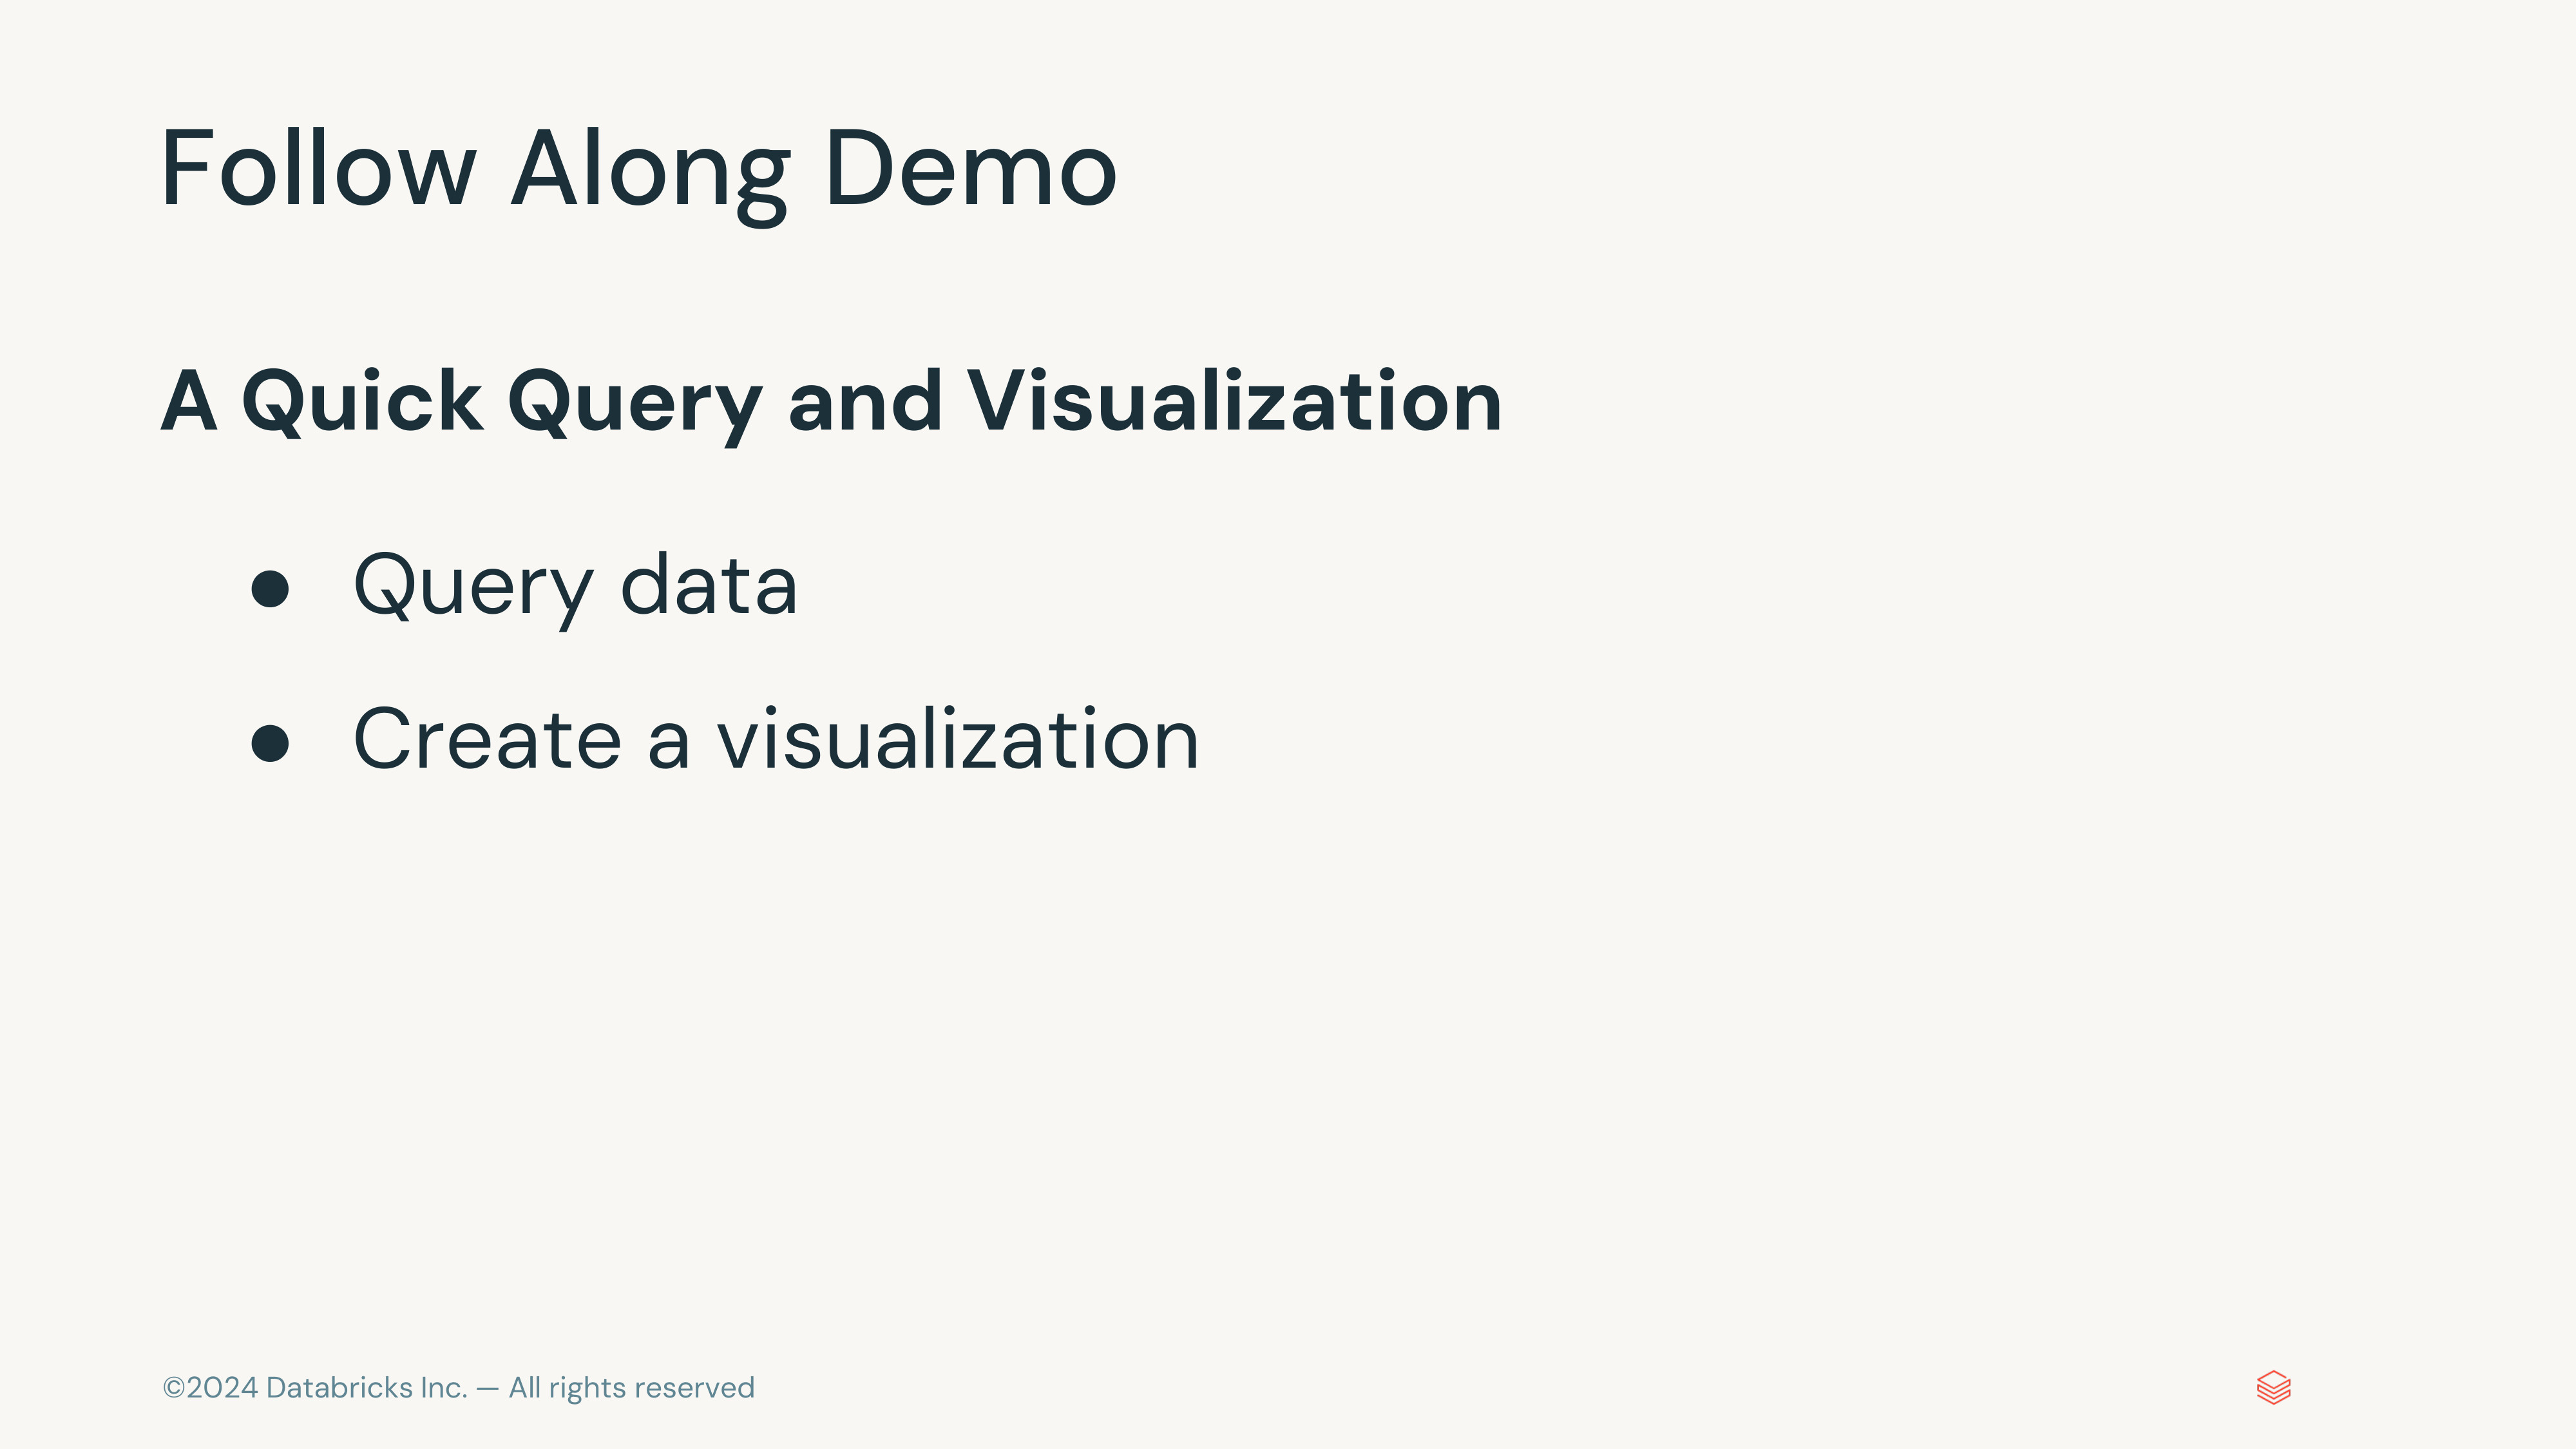 Follow Along Demo
A Quick Query and Visualization
● Query data
● Create a visualization
©2024 Databricks Inc. — All rights reserved